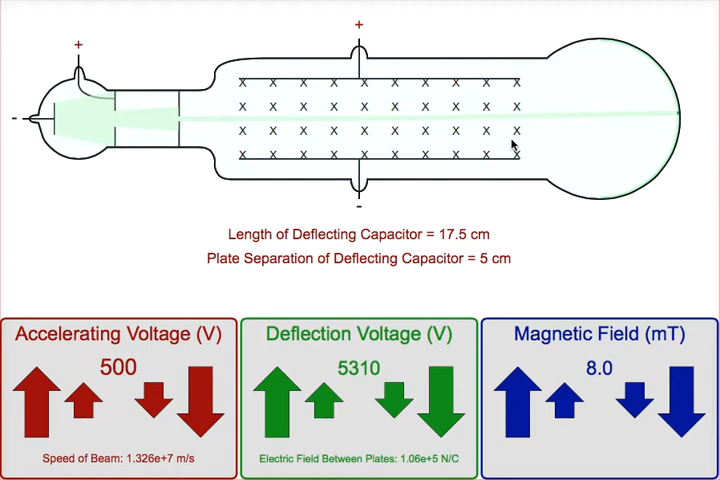 +
+
-
X X X X X X X X X X
X X X X X X X X X X
X X X X X X X X X X
X X X X X X X X X X
-
Length of Deflecting Capacitor = 17.5 cm
Plate Separation of Deflecting Capacitor = 5 cm
Accelerating Voltage (V)
500
Speed of Beam: 1.326e+7 m/s
Deflection Voltage (V)
5310
Electric Field Between Plates: 1.06e+5 N/C
Magnetic Field (mT)
8.0